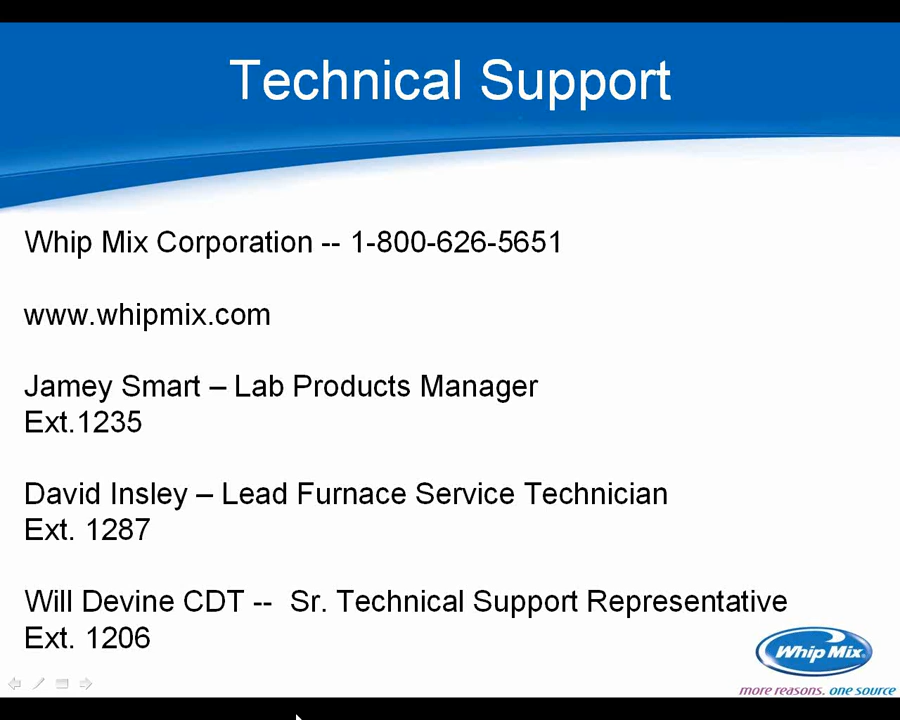 Technical Support
Whip Mix Corporation -- 1-800-626-5651
www.whipmix.com
Jamey Smart – Lab Products Manager
Ext.1235
David Insley – Lead Furnace Service Technician
Ext. 1287
Will Devine CDT --  Sr. Technical Support Representative
Ext. 1206
Whip Mix®
more reasons. one source